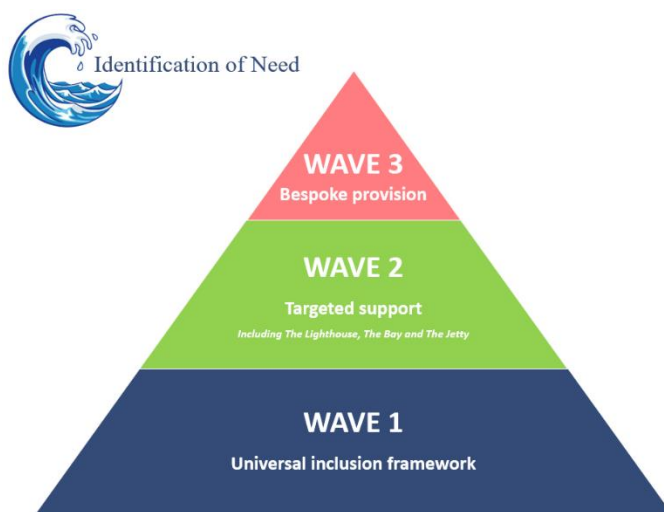 Identification of Need
WAVE 3
Bespoke provision
WAVE 2
Targeted support
Including The Lighthouse, The Bay and The Jetty
WAVE 1
Universal inclusion framework